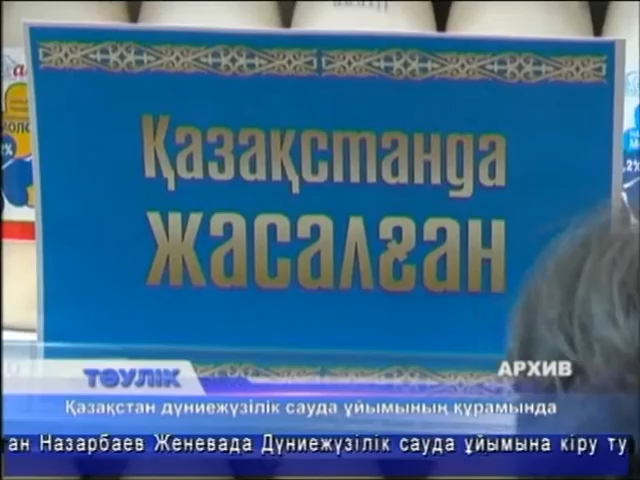 Қазақстанда
ЖАСАЛҒАН
АРХИВ
ТӘУЛІК
Қазақстан дүниежүзілік сауда ұйымының құрамында
ан Назарбаев Женевада Дүниежүзілік сауда ұйымына кіру ту